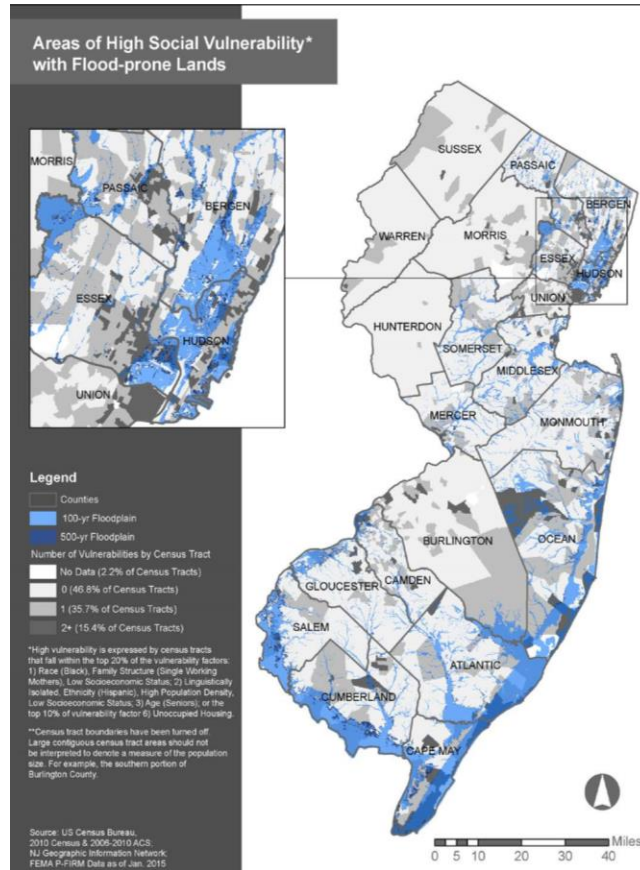 Areas of High Social Vulnerability*
with Flood-prone Lands
MORRIS
PASSAIC
BERGEN
ESSEX
HUDSON
UNION
SUSSEX
PASSAIC
BERGEN
WARREN
MORRIS
ESSEX
HUDSON
UNION
HUNTERDON
SOMERSET
MIDDLESEX
MERCER
MONMOUTH
BURLINGTON
OCEAN
CAMDEN
GLOUCESTER
SALEM
ATLANTIC
CUMBERLAND
CAPE MAY
Legend
Counties
100-yr Floodplain
500-yr Floodplain
Number of Vulnerabilities by Census Tract
No Data (2.2% of Census Tracts)
0 (46.8% of Census Tracts)
1 (35.7% of Census Tracts)
2+ (15.4% of Census Tracts)
*High vulnerability is expressed by census tracts
that fall within the top 20% of the vulnerability factors:
1) Race (Black), Family Structure (Single Working
Mothers), Low Socioeconomic Status; 2) Linguistically
Isolated, Ethnicity (Hispanic), High Population Density,
Low Socioeconomic Status; 3) Age (Seniors); or the
top 10% of vulnerability factor 6) Unoccupied Housing.
**Census tract boundaries have been turned off.
Large contiguous census tract areas should not
be interpreted to denote a measure of the population
size. For example, the southern portion of
Burlington County.
Source: US Census Bureau,
2010 Census & 2006-2010 ACS,
NJ Geographic Information Network;
FEMA P-FIRM Data as of Jan. 2015
Miles
0 5 10 20 30 40